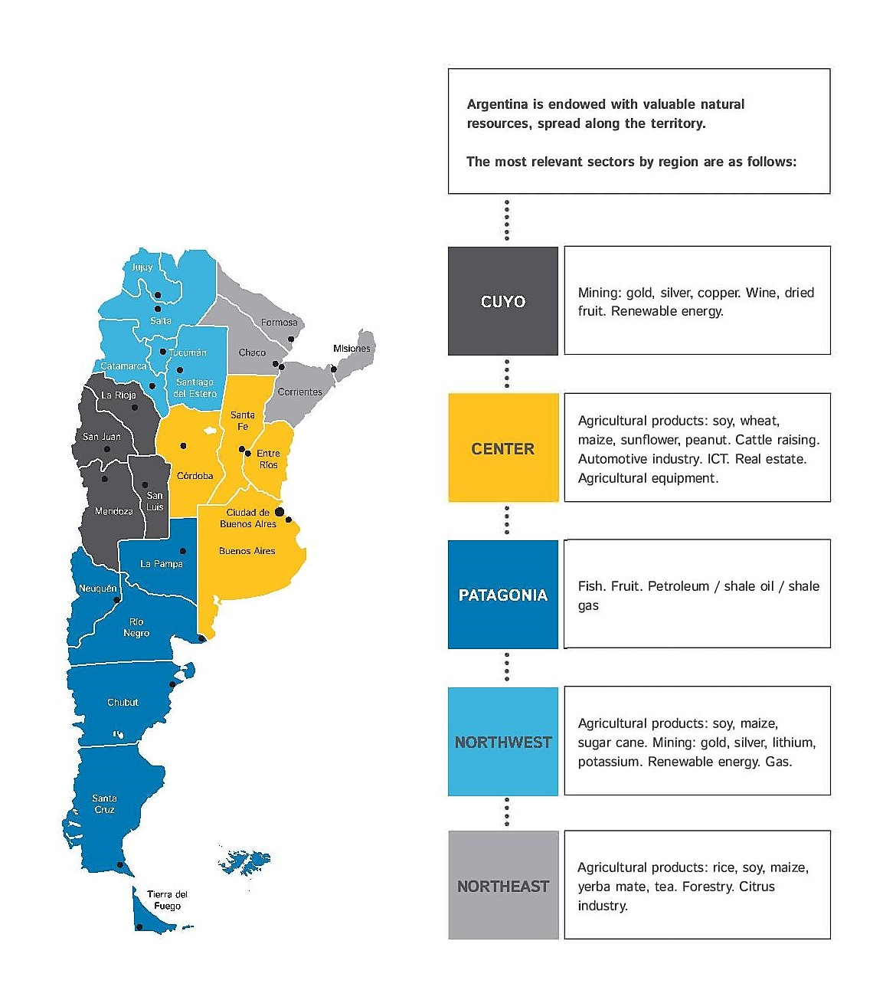 Argentina is endowed with valuable natural
resources, spread along the territory.
The most relevant sectors by region are as follows:
CUYO
Mining: gold, silver, copper. Wine, dried
fruit. Renewable energy.
CENTER
Agricultural products: soy, wheat,
maize, sunflower, peanut. Cattle raising.
Automotive industry. ICT. Real estate.
Agricultural equipment.
PATAGONIA
Fish. Fruit. Petroleum / shale oil / shale
gas
NORTHWEST
Agricultural products: soy, maize,
sugar cane. Mining: gold, silver, lithium,
potassium. Renewable energy. Gas.
NORTHEAST
Agricultural products: rice, soy, maize,
yerba mate, tea. Forestry. Citrus
industry.
Jujuy
Salta
Formosa
Chaco
Misiones
Tucumán
Catamarca
Santiago
del Estero
Corrientes
La Rioja
Santa
Fe
San Juan
Entre
Ríos
Córdoba
San
Luis
Mendoza
Ciudad de
Buenos Aires
Buenos Aires
La Pampa
Neuquén
Río
Negro
Chubut
Santa
Cruz
Tierra del
Fuego